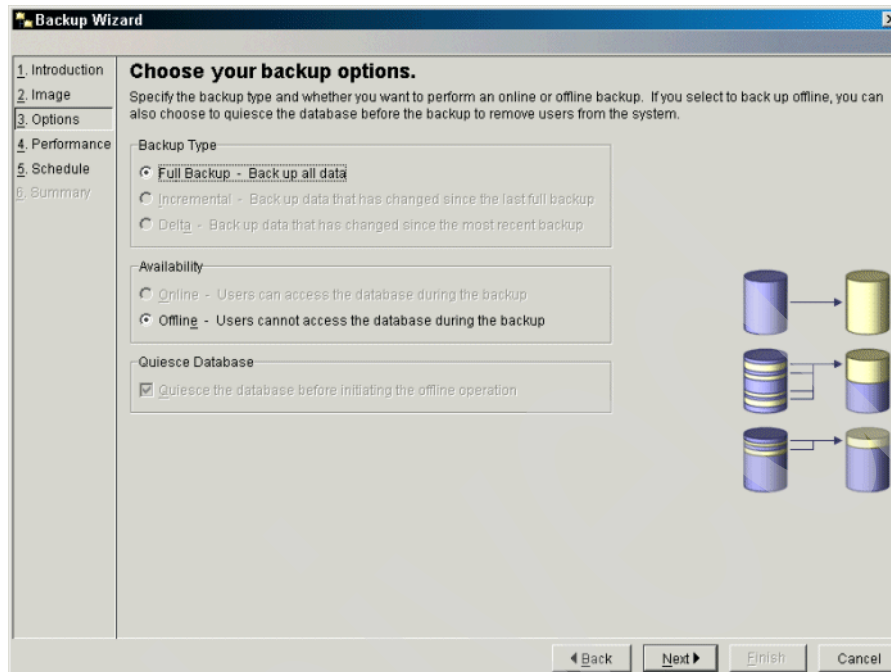 Backup Wizard
1. Introduction
2. Image
3. Options
4. Performance
5. Schedule
6. Summary
Choose your backup options.
Specify the backup type and whether you want to perform an online or offline backup. If you select to back up offline, you can
also choose to quiesce the database before the backup to remove users from the system.
Backup Type
Full Backup - Back up all data
Incremental - Back up data that has changed since the last full backup
Delta - Back up data that has changed since the most recent backup
Availability
Online - Users can access the database during the backup
Offline - Users cannot access the database during the backup
Quiesce Database
Quiesce the database before initiating the offline operation
Back
Next
Finish
Cancel